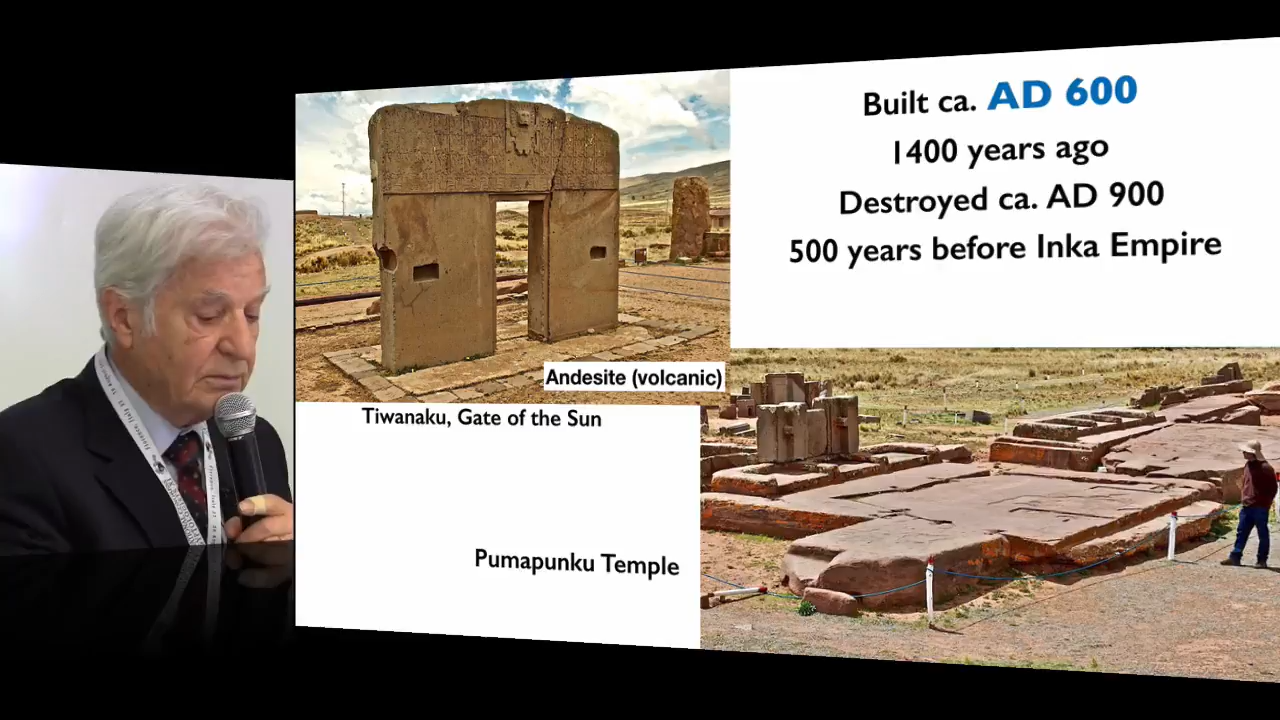 Built ca. AD 600
1400 years ago
Destroyed ca. AD 900
500 years before Inka Empire
Andesite (volcanic)
Tiwanaku, Gate of the Sun
Pumapunku Temple